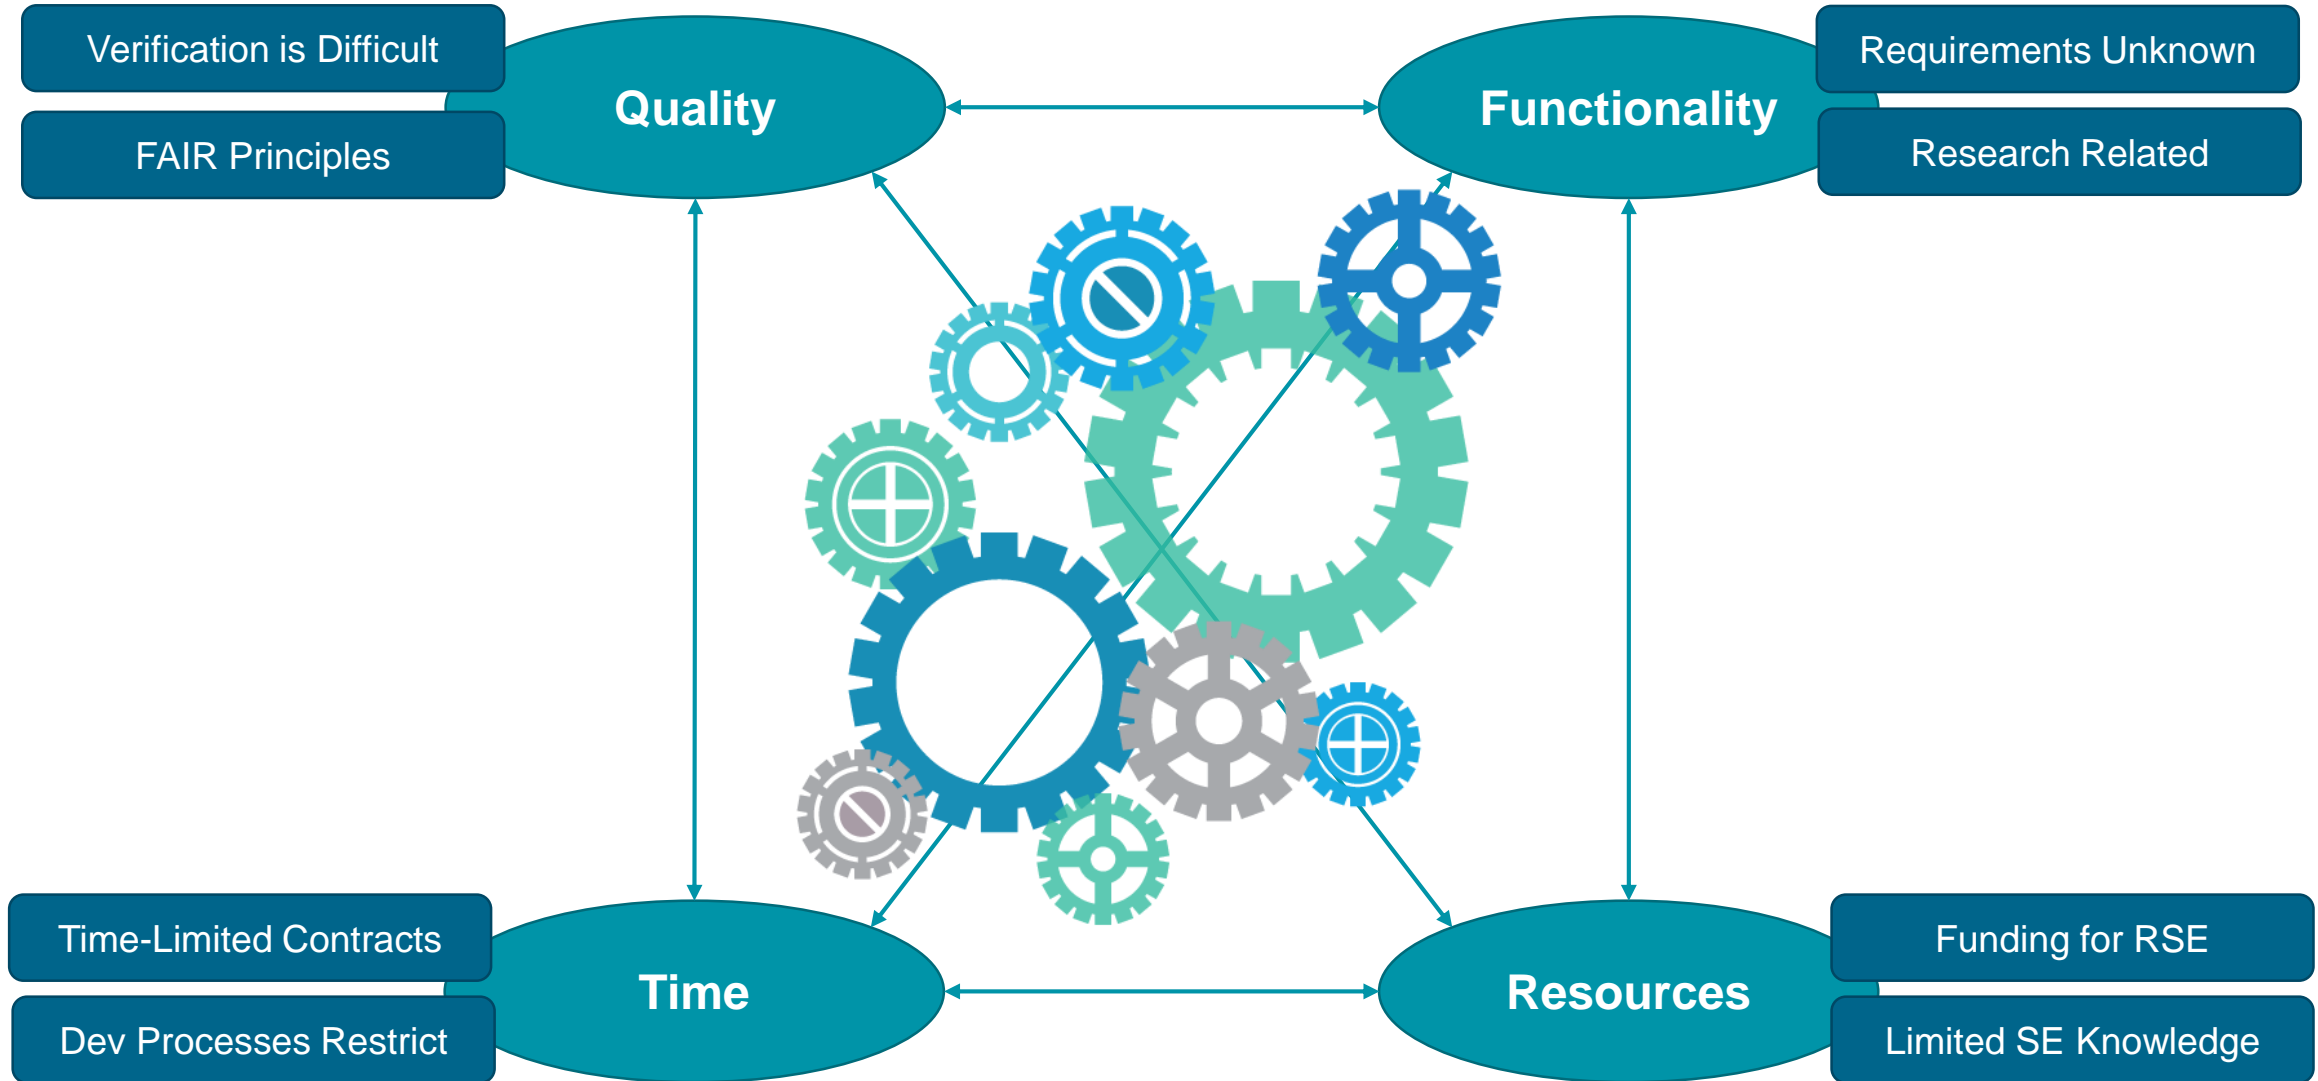 Verification is Difficult
FAIR Principles
Quality
Functionality
Requirements Unknown
Research Related
Time-Limited Contracts
Dev Processes Restrict
Time
Resources
Funding for RSE
Limited SE Knowledge